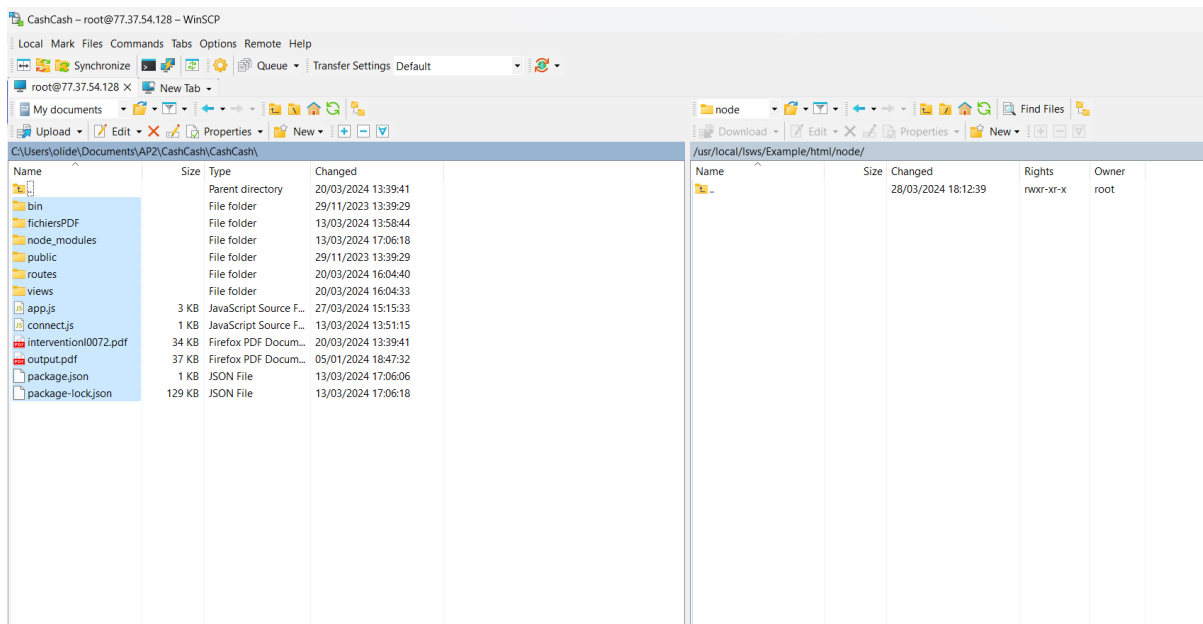 CashCash – root@77.37.54.128 – WinSCP
Local Mark Files Commands Tabs Options Remote Help
Synchronize Queue Transfer Settings Default
root@77.37.54.128 × New Tab
My documents
node Find Files
Upload Edit Properties New
Download Edit Properties New
C:\Users\olide\Documents\AP2\CashCash\CashCash\
/usr/local/lsws/Example/html/node/
Name Size Type Changed
Name Size Changed Rights Owner
.. Parent directory 20/03/2024 13:39:41
.. 28/03/2024 18:12:39 rwxr-xr-x root
bin File folder 29/11/2023 13:39:29
fichiersPDF File folder 13/03/2024 13:58:44
node_modules File folder 13/03/2024 17:06:18
public File folder 29/11/2023 13:39:29
routes File folder 20/03/2024 16:04:40
views File folder 20/03/2024 16:04:33
app.js 3 KB JavaScript Source F... 27/03/2024 15:15:33
connect.js 1 KB JavaScript Source F... 13/03/2024 13:51:15
interventionI0072.pdf 34 KB Firefox PDF Docum... 20/03/2024 13:39:41
output.pdf 37 KB Firefox PDF Docum... 05/01/2024 18:47:32
package.json 1 KB JSON File 13/03/2024 17:06:06
package-lock.json 129 KB JSON File 13/03/2024 17:06:18